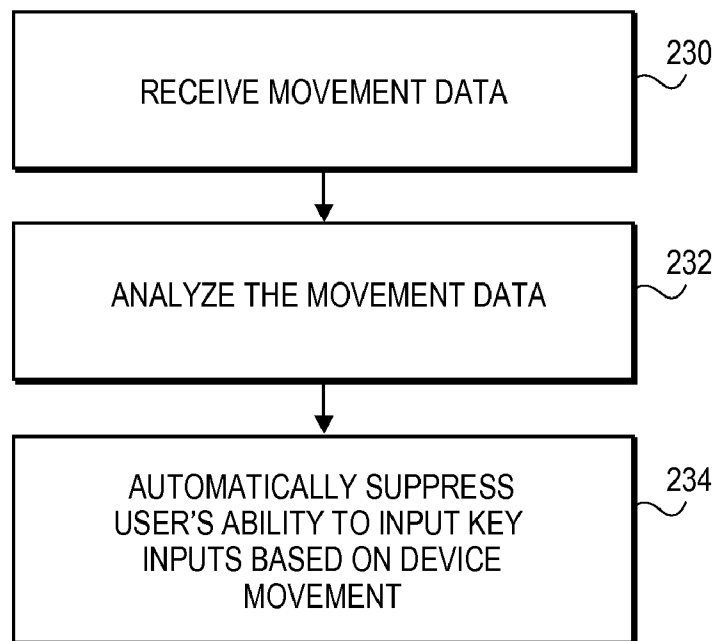 RECEIVE MOVEMENT DATA
230
ANALYZE THE MOVEMENT DATA
232
AUTOMATICALLY SUPPRESS
USER'S ABILITY TO INPUT KEY
INPUTS BASED ON DEVICE
MOVEMENT
234